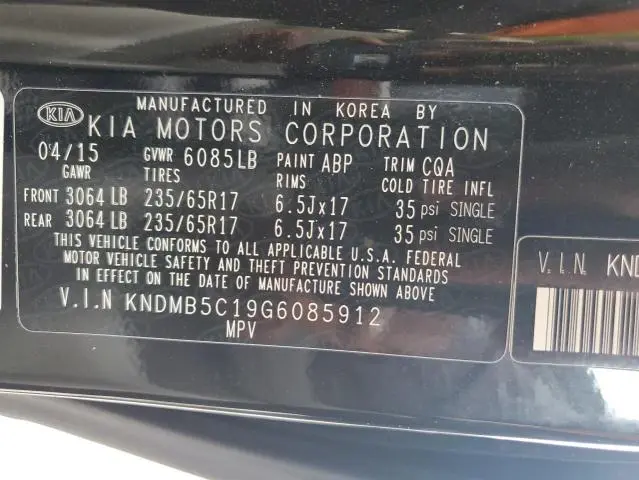 MANUFACTURED IN KOREA BY
KIA KIA MOTORS CORPORATION
04/15 GVWR 6085LB PAINT ABP TRIM CQA
GAWR TIRES RIMS COLD TIRE INFL
FRONT 3064 LB 235/65R17 6.5Jx17 35 psi SINGLE
REAR 3064 LB 235/65R17 6.5Jx17 35 psi SINGLE
THIS VEHICLE CONFORMS TO ALL APPLICABLE U.S.A. FEDERAL
MOTOR VEHICLE SAFETY AND THEFT PREVENTION STANDARDS
IN EFFECT ON THE DATE OF MANUFACTURE SHOWN ABOVE.
V.I.N KNDMB5C19G6085912
MPV
V.I.N. KND